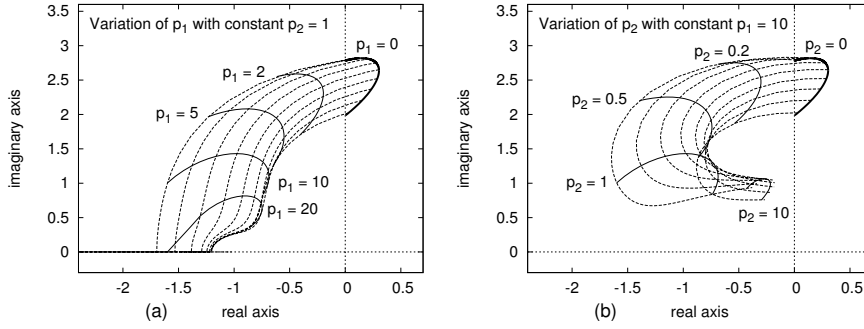 Variation of p₁ with constant p₂ = 1
p₁ = 0
p₁ = 2
p₁ = 5
p₁ = 10
p₁ = 20
imaginary axis
3.5
3
2.5
2
1.5
1
0.5
0
-2 -1.5 -1 -0.5 0 0.5
real axis
(a)
Variation of p₂ with constant p₁ = 10
p₂ = 0.2
p₂ = 0
p₂ = 0.5
p₂ = 1
p₂ = 10
imaginary axis
3.5
3
2.5
2
1.5
1
0.5
0
-2 -1.5 -1 -0.5 0 0.5
real axis
(b)